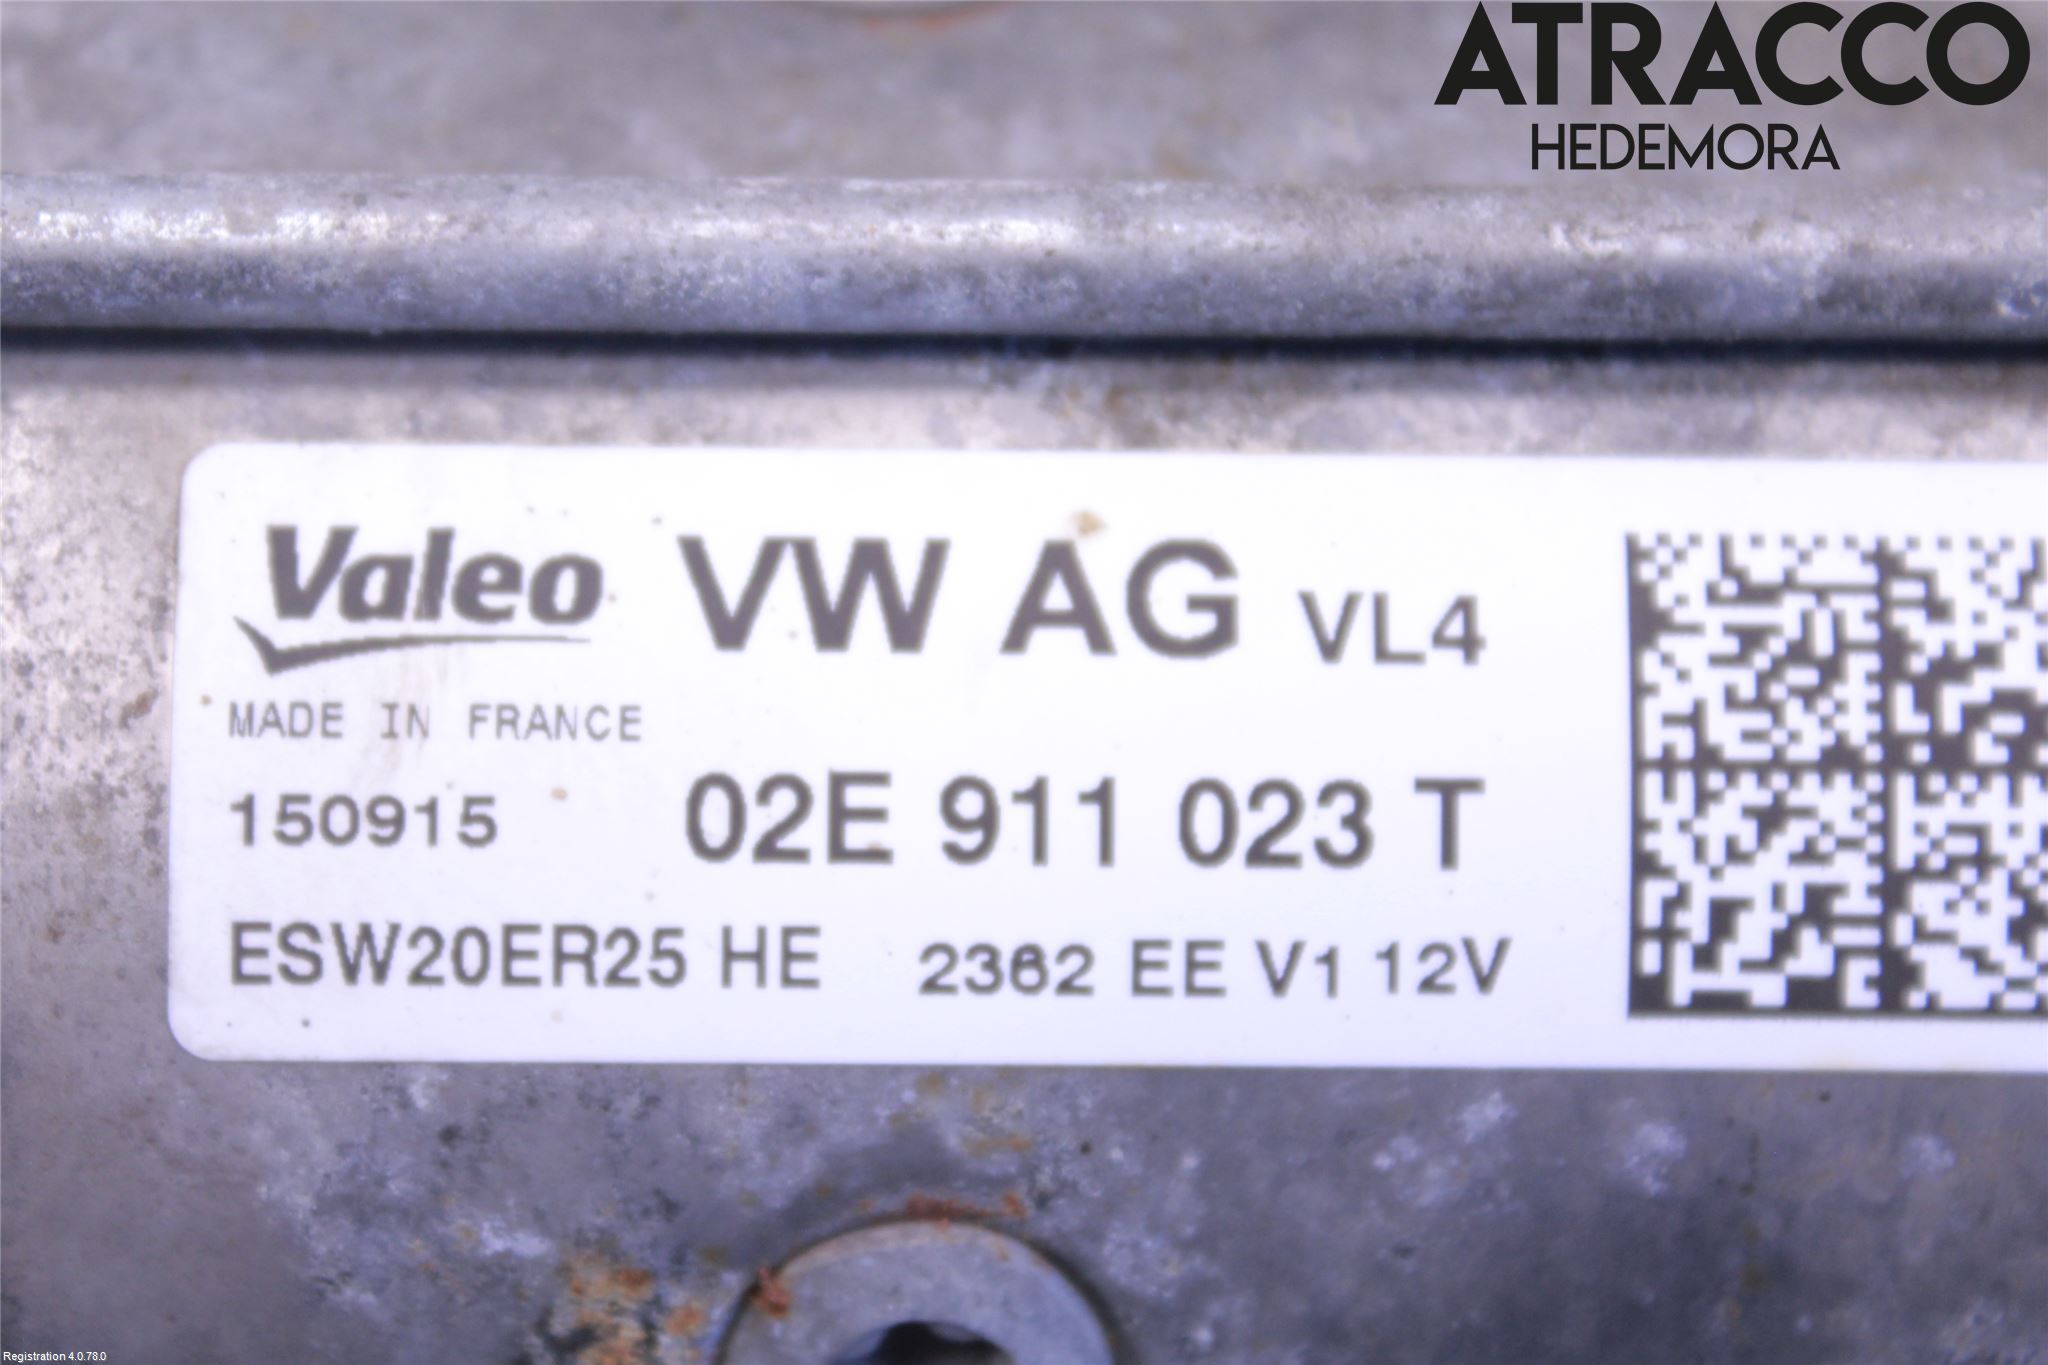 ATRACCO
HEDEMORA
Valeo VW AG VL4
MADE IN FRANCE
150915 02E 911 023 T
ESW20ER25 HE 2362 EE V1 12V
Registration 4.0.78.0